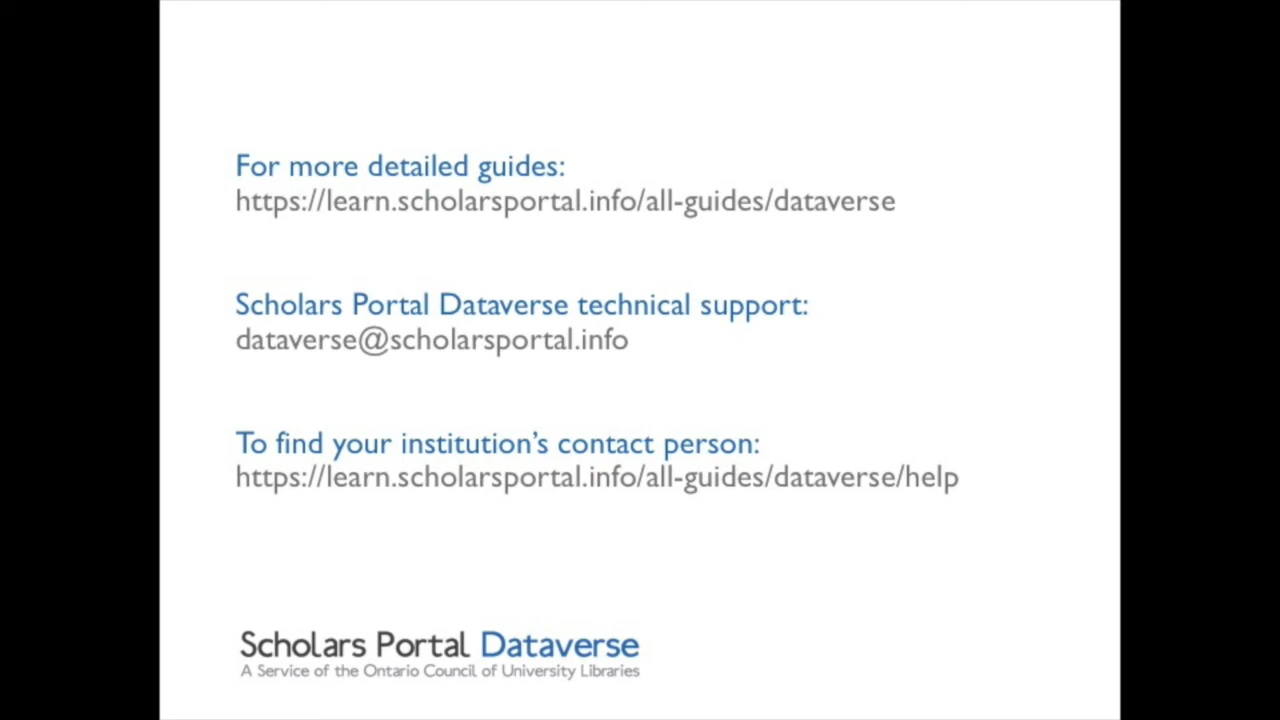 For more detailed guides:
https://learn.scholarsportal.info/all-guides/dataverse
Scholars Portal Dataverse technical support:
dataverse@scholarsportal.info
To find your institution’s contact person:
https://learn.scholarsportal.info/all-guides/dataverse/help
Scholars Portal Dataverse
A Service of the Ontario Council of University Libraries